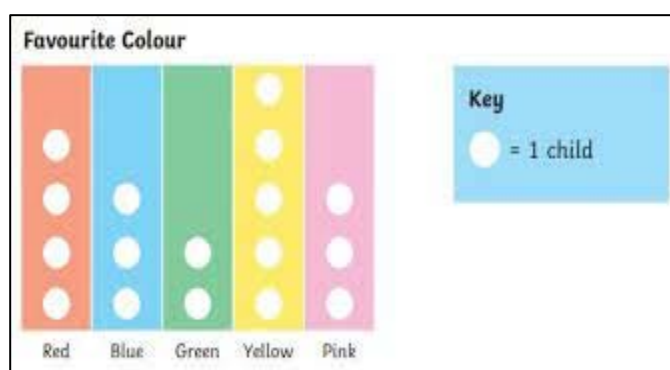 Favourite Colour
Key
= 1 child
Red Blue Green Yellow Pink